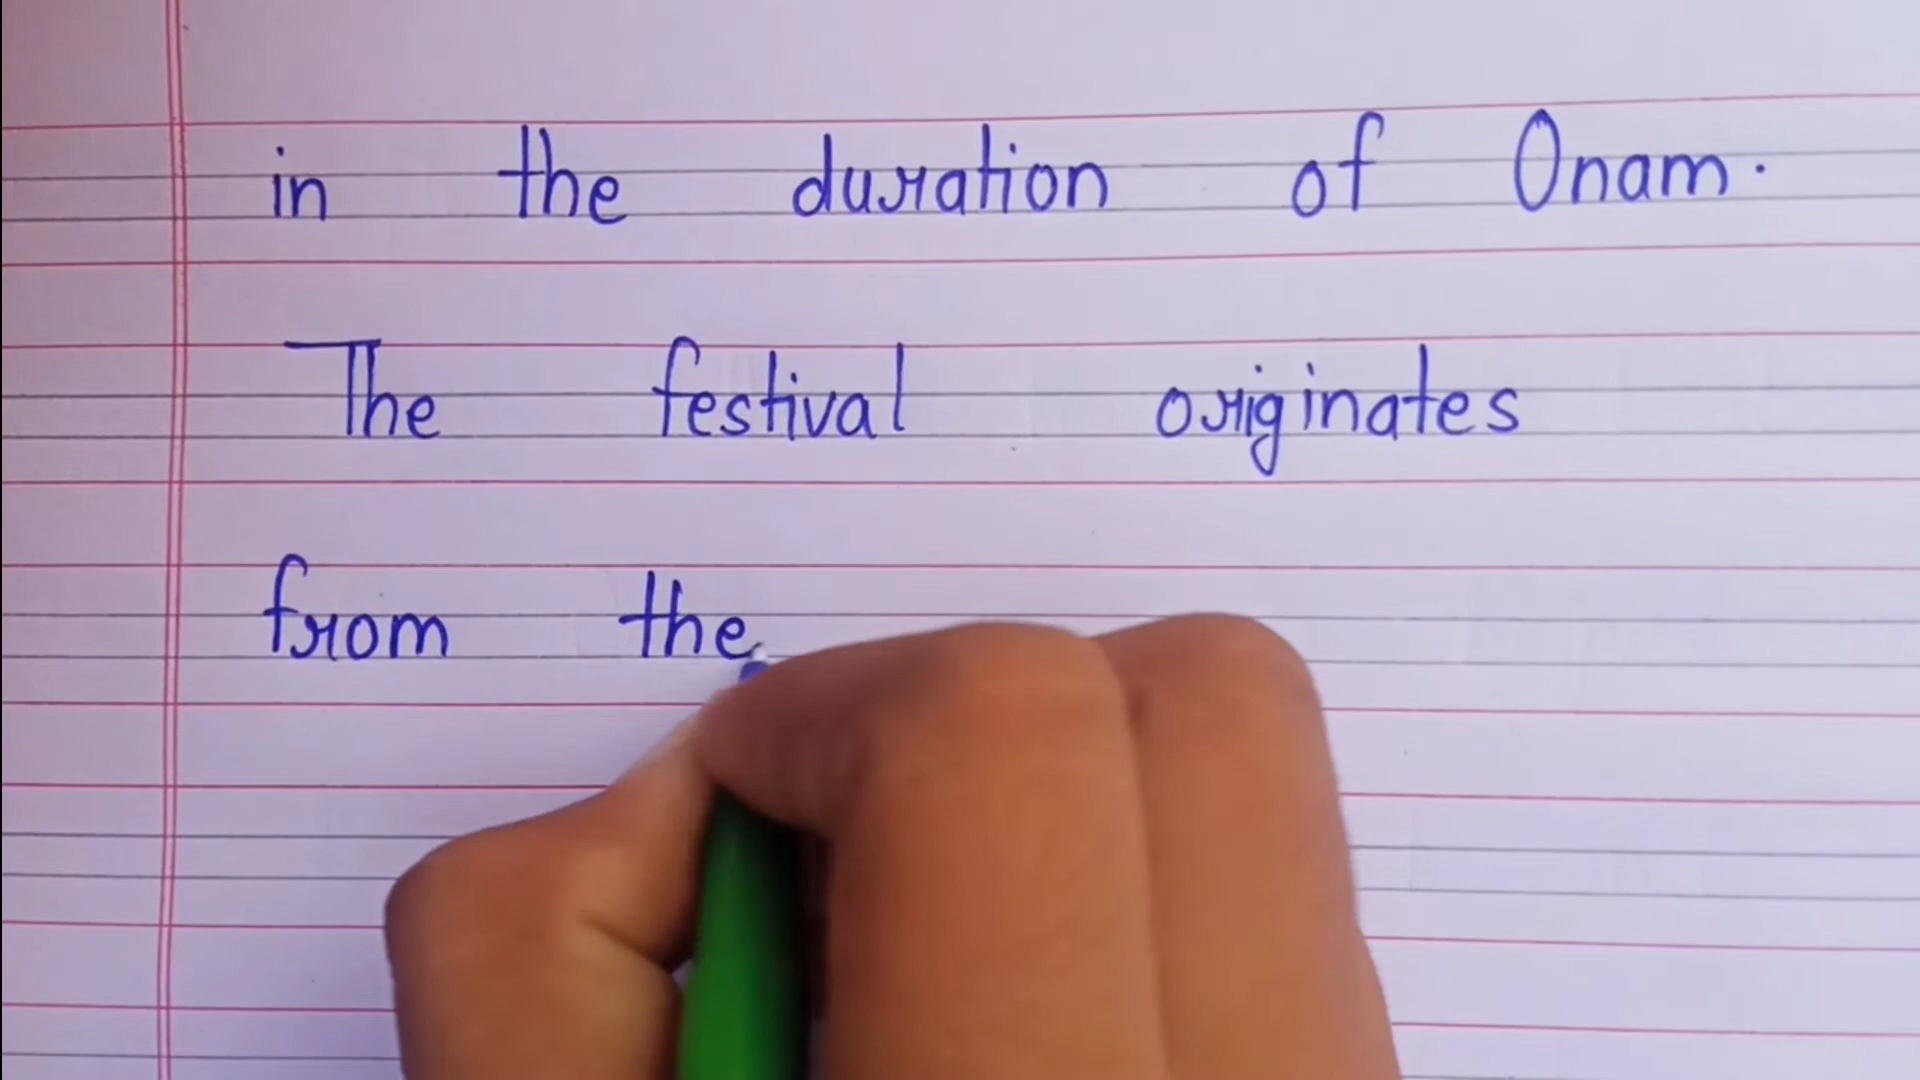 in the duration of Onam.
The festival originates
from the